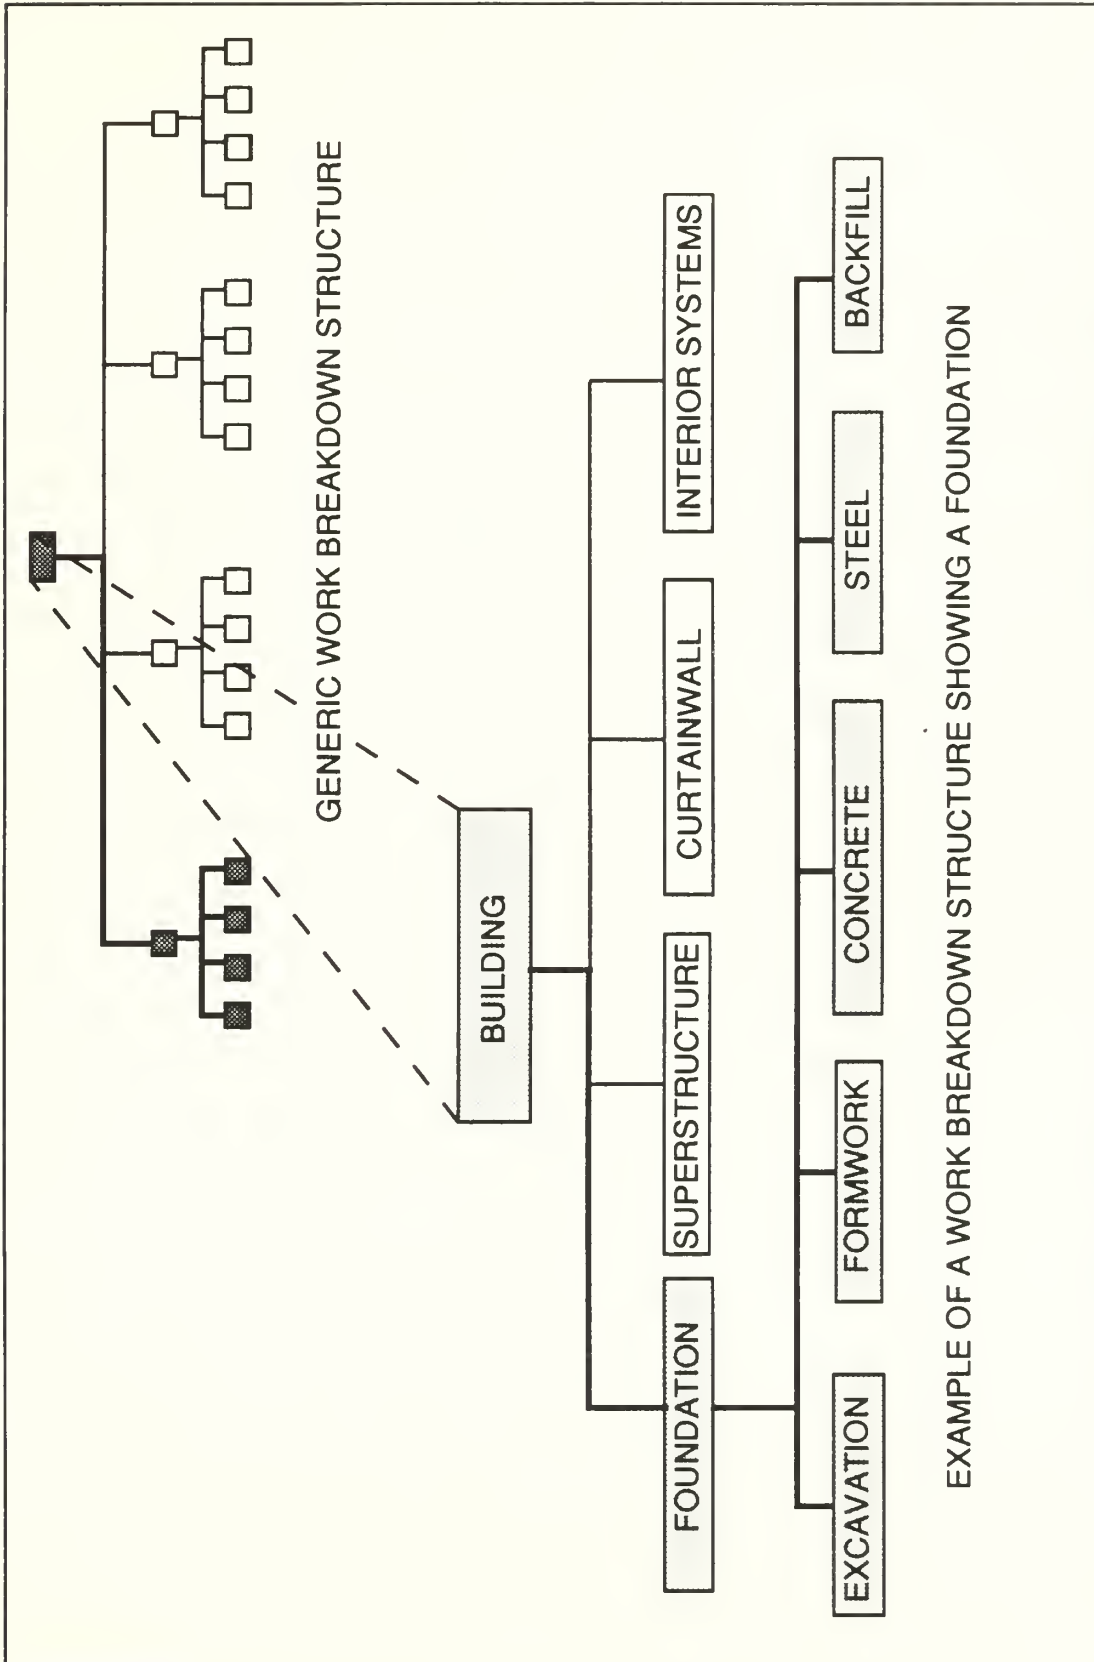 GENERIC WORK BREAKDOWN STRUCTURE
BUILDING
FOUNDATION
SUPERSTRUCTURE
CURTAINWALL
INTERIOR SYSTEMS
EXCAVATION
FORMWORK
CONCRETE
STEEL
BACKFILL
EXAMPLE OF A WORK BREAKDOWN STRUCTURE SHOWING A FOUNDATION